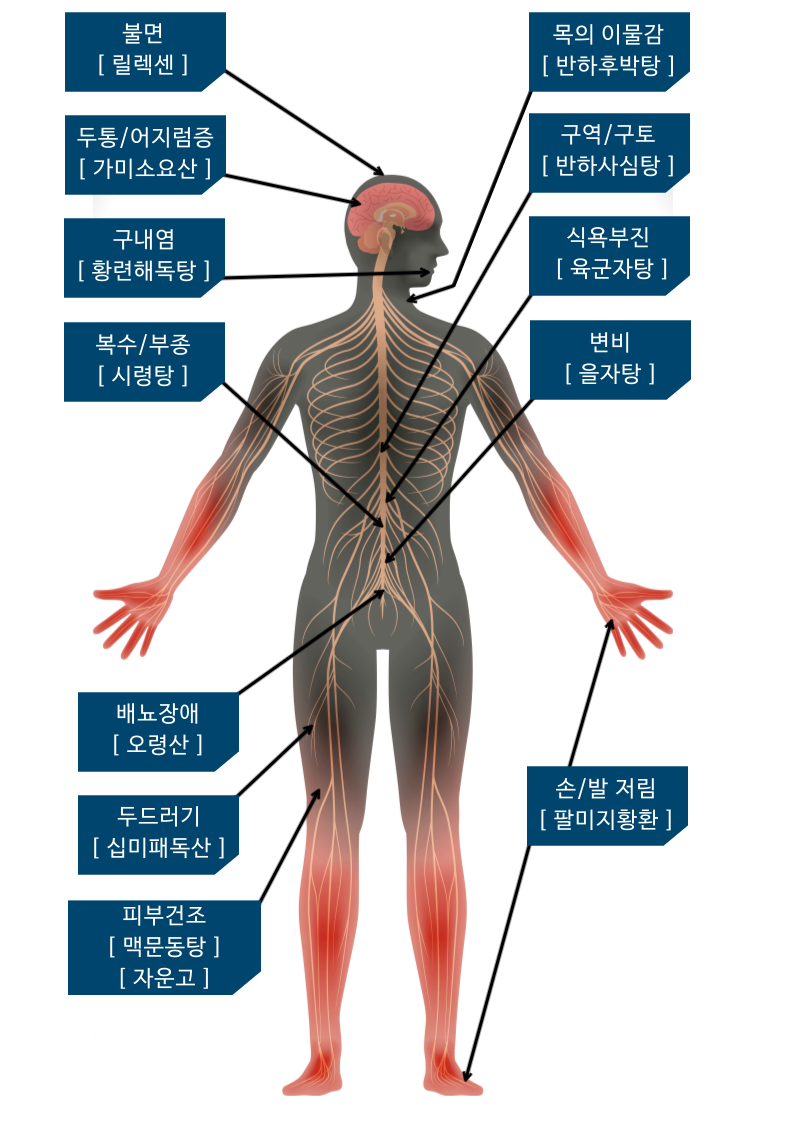 불면
[ 릴렉센 ]
두통/어지럼증
[ 가미소요산 ]
구내염
[ 황련해독탕 ]
복수/부종
[ 시령탕 ]
목의 이물감
[ 반하후박탕 ]
구역/구토
[ 반하사심탕 ]
식욕부진
[ 육군자탕 ]
변비
[ 을자탕 ]
배뇨장애
[ 오령산 ]
두드러기
[ 십미패독산 ]
피부건조
[ 맥문동탕 ]
[ 자운고 ]
손/발 저림
[ 팔미지황환 ]